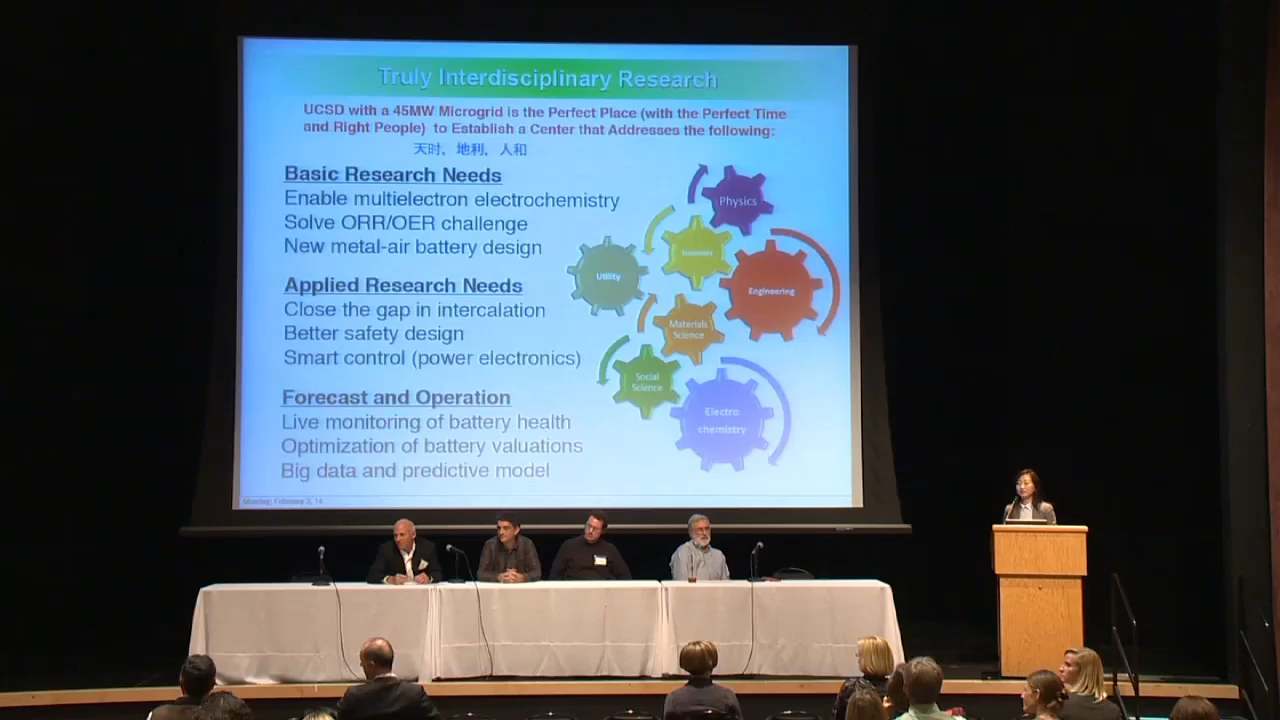 Truly Interdisciplinary Research
UCSD with a 45MW Microgrid is the Perfect Place (with the Perfect Time
and Right People) to Establish a Center that Addresses the following:
天时，地利，人和
Basic Research Needs
Enable multielectron electrochemistry
Solve ORR/OER challenge
New metal-air battery design
Applied Research Needs
Close the gap in intercalation
Better safety design
Smart control (power electronics)
Forecast and Operation
Live monitoring of battery health
Optimization of battery valuations
Big data and predictive model
Physics
Utility
Engineering
Materials
Science
Social
Science
Electro
chemistry
Monday, February 3, 14